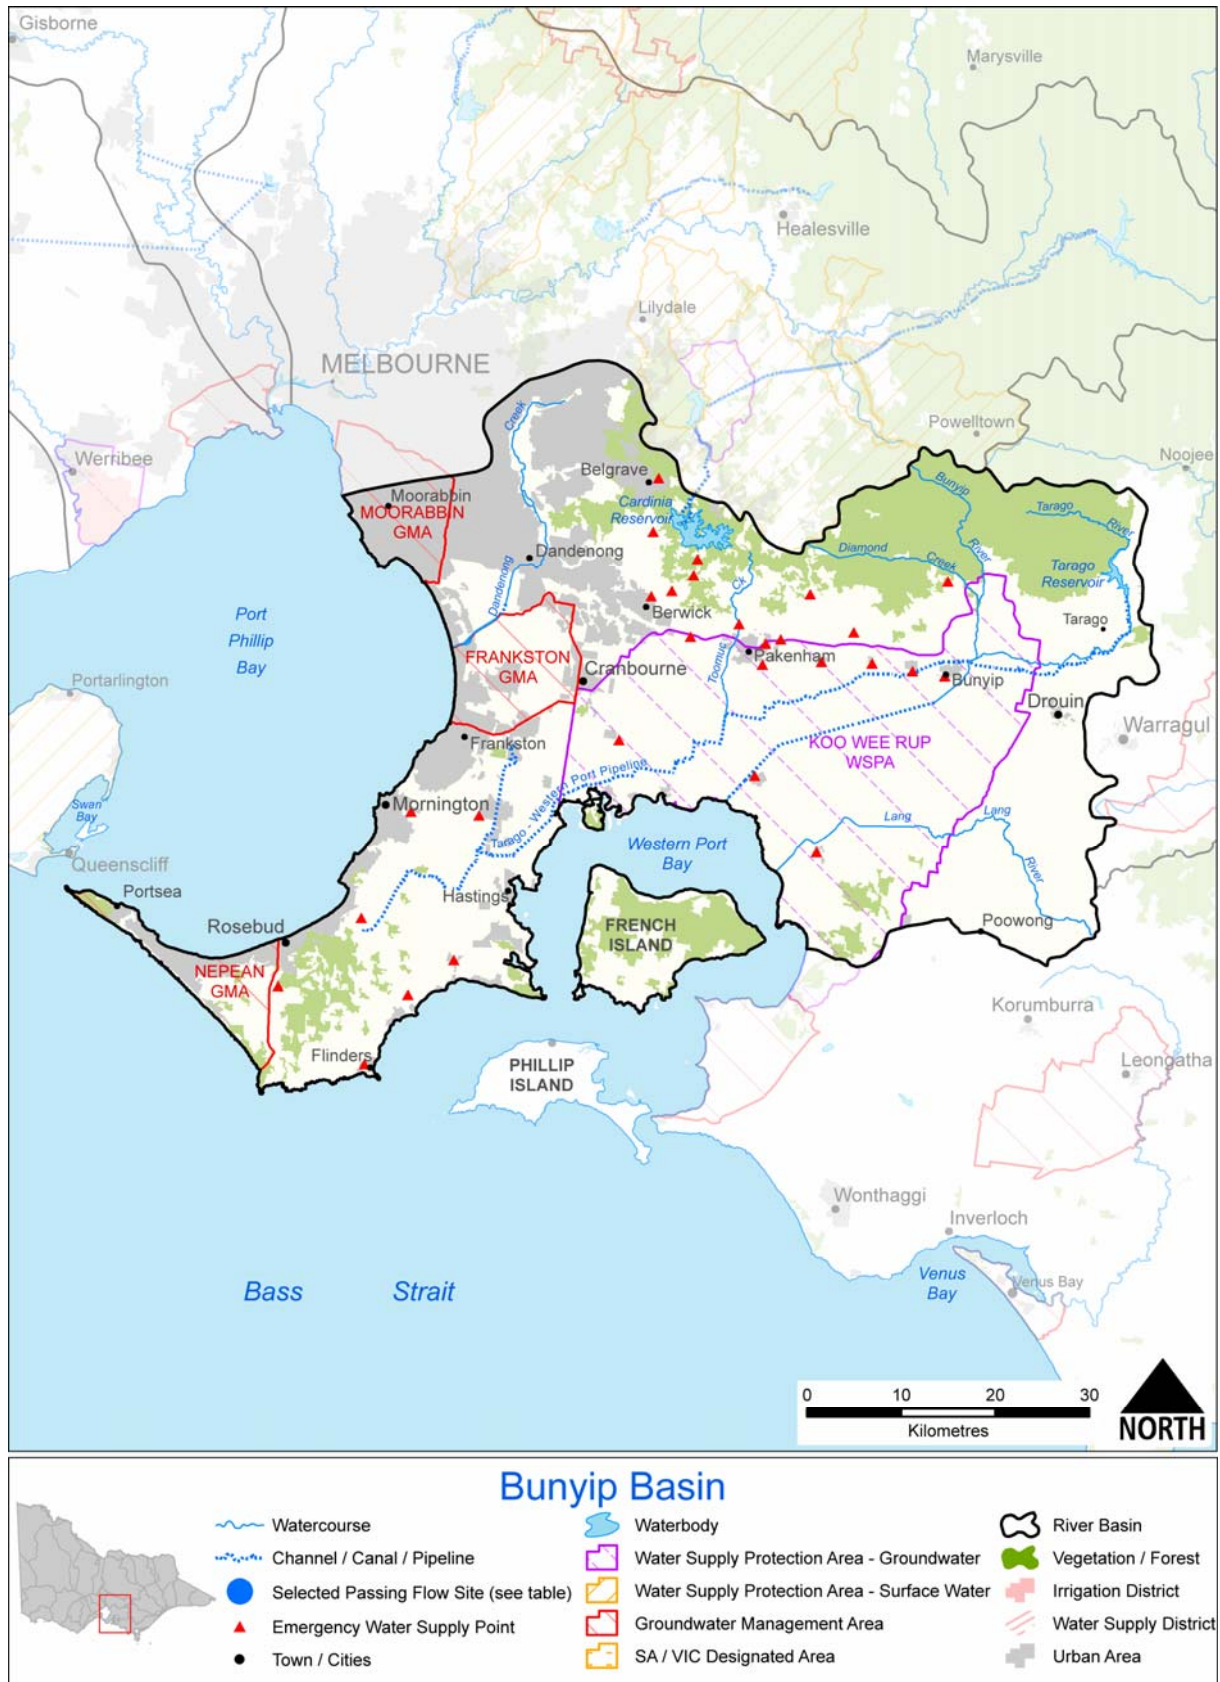 Gisborne
Marysville
Healesville
Lilydale
MELBOURNE
Powelltown
Werribee
Noojee
Creek
Belgrave
Bunyip
Moorabbin
MOORABBIN
GMA
Cardinia
Reservoir
Tarago
River
Dandenong
Diamond
Creek
River
Tarago
Reservoir
Dandenong
Ck
Berwick
Tarago
Port
Phillip
Bay
FRANKSTON
GMA
Cranbourne
Toomuc
Pakenham
Bunyip
Portarlington
Drouin
Warragul
Frankston
KOO WEE RUP
WSPA
Mornington
Tarago - Western Port Pipeline
Swan
Bay
Lang
Lang
Western Port
Bay
Queenscliff
Portsea
Hastings
River
Rosebud
FRENCH
ISLAND
Poowong
NEPEAN
GMA
Korumburra
Flinders
PHILLIP
ISLAND
Leongatha
Wonthaggi
Inverloch
Venus
Bay
Venus Bay
Bass Strait
0 10 20 30
Kilometres
NORTH
Bunyip Basin
Watercourse
Waterbody
River Basin
Channel / Canal / Pipeline
Water Supply Protection Area - Groundwater
Vegetation / Forest
Selected Passing Flow Site (see table)
Water Supply Protection Area - Surface Water
Irrigation District
Emergency Water Supply Point
Groundwater Management Area
Water Supply District
Town / Cities
SA / VIC Designated Area
Urban Area